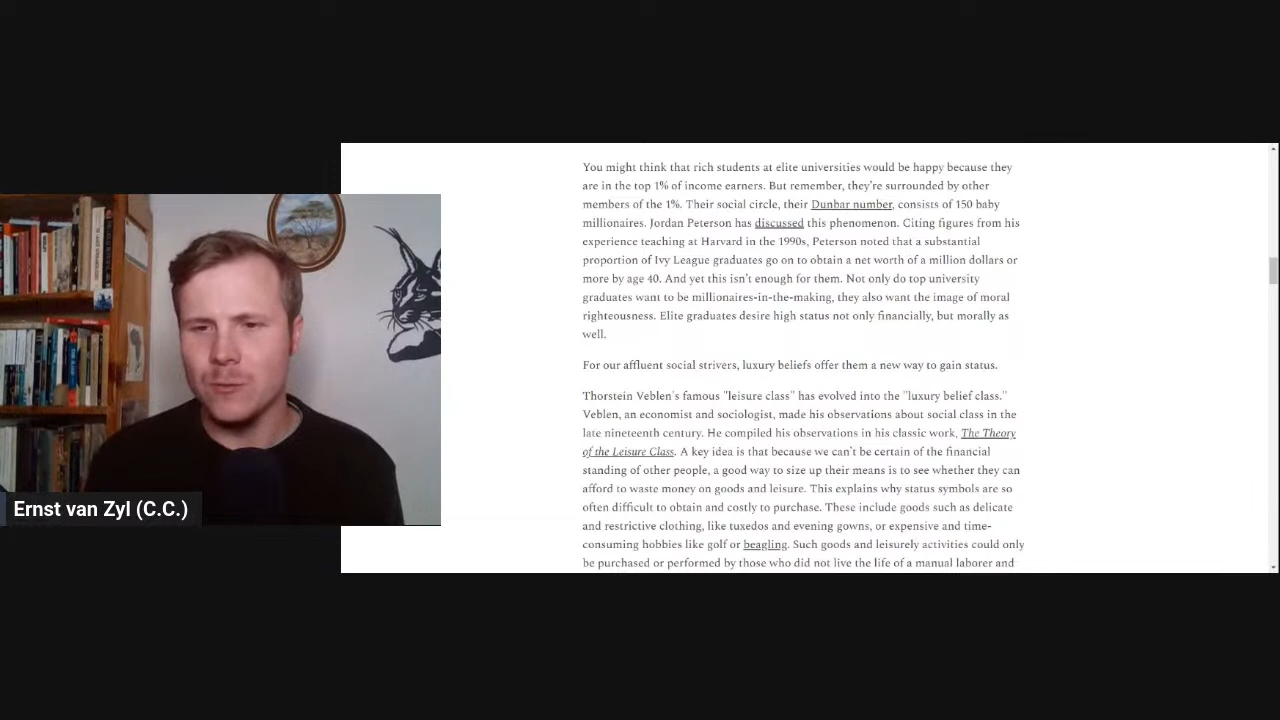 You might think that rich students at elite universities would be happy because they
are in the top 1% of income earners. But remember, they're surrounded by other
members of the 1%. Their social circle, their Dunbar number, consists of 150 baby
millionaires. Jordan Peterson has discussed this phenomenon. Citing figures from his
experience teaching at Harvard in the 1990s, Peterson noted that a substantial
proportion of Ivy League graduates go on to obtain a net worth of a million dollars or
more by age 40. And yet this isn't enough for them. Not only do top university
graduates want to be millionaires-in-the-making, they also want the image of moral
righteousness. Elite graduates desire high status not only financially, but morally as
well.
For our affluent social strivers, luxury beliefs offer them a new way to gain status.
Thorstein Veblen's famous "leisure class" has evolved into the "luxury belief class."
Veblen, an economist and sociologist, made his observations about social class in the
late nineteenth century. He compiled his observations in his classic work, The Theory
of the Leisure Class. A key idea is that because we can't be certain of the financial
standing of other people, a good way to size up their means is to see whether they can
afford to waste money on goods and leisure. This explains why status symbols are so
often difficult to obtain and costly to purchase. These include goods such as delicate
and restrictive clothing, like tuxedos and evening gowns, or expensive and time-
consuming hobbies like golf or beagling. Such goods and leisurely activities could only
be purchased or performed by those who did not live the life of a manual laborer and
Ernst van Zyl (C.C.)